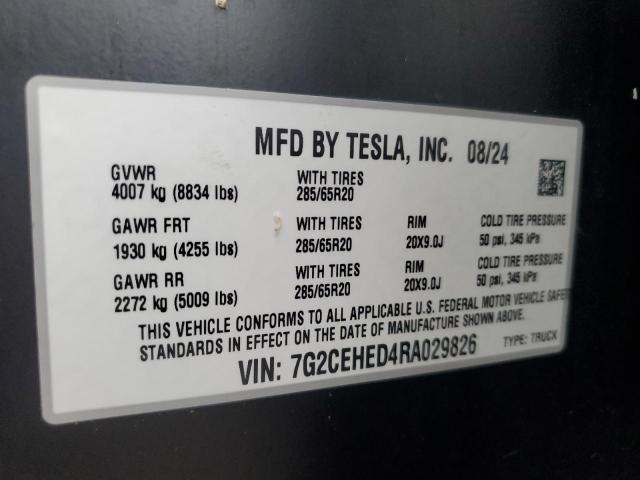 MFD BY TESLA, INC. 08/24
GVWR WITH TIRES
4007 kg (8834 lbs) 285/65R20
GAWR FRT WITH TIRES RIM COLD TIRE PRESSURE
1930 kg (4255 lbs) 285/65R20 20X9.0J 50 psi, 345 kPa
GAWR RR WITH TIRES RIM COLD TIRE PRESSURE
2272 kg (5009 lbs) 285/65R20 20X9.0J 50 psi, 345 kPa
THIS VEHICLE CONFORMS TO ALL APPLICABLE U.S. FEDERAL MOTOR VEHICLE SAFE
STANDARDS IN EFFECT ON THE DATE OF MANUFACTURE SHOWN ABOVE.
VIN: 7G2CEHED4RA029826 TYPE: TRUCK